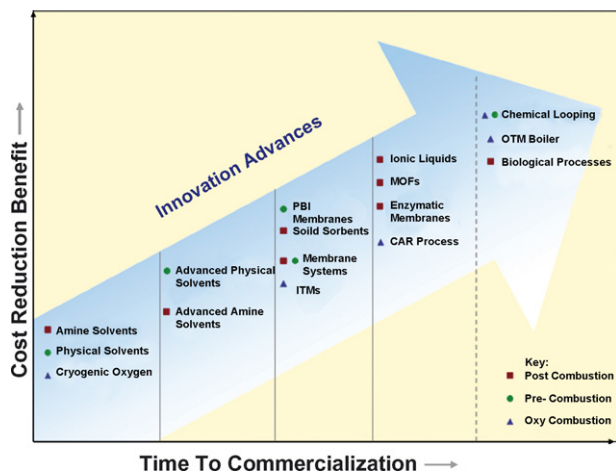 Cost Reduction Benefit
Innovation Advances
Amine Solvents
Physical Solvents
Cryogenic Oxygen
Advanced Physical
Solvents
Advanced Amine
Solvents
PBI
Membranes
Soild Sorbents
Membrane
Systems
ITMs
Ionic Liquids
MOFs
Enzymatic
Membranes
CAR Process
Chemical Looping
OTM Boiler
Biological Processes
Key:
Post Combustion
Pre- Combustion
Oxy Combustion
Time To Commercialization